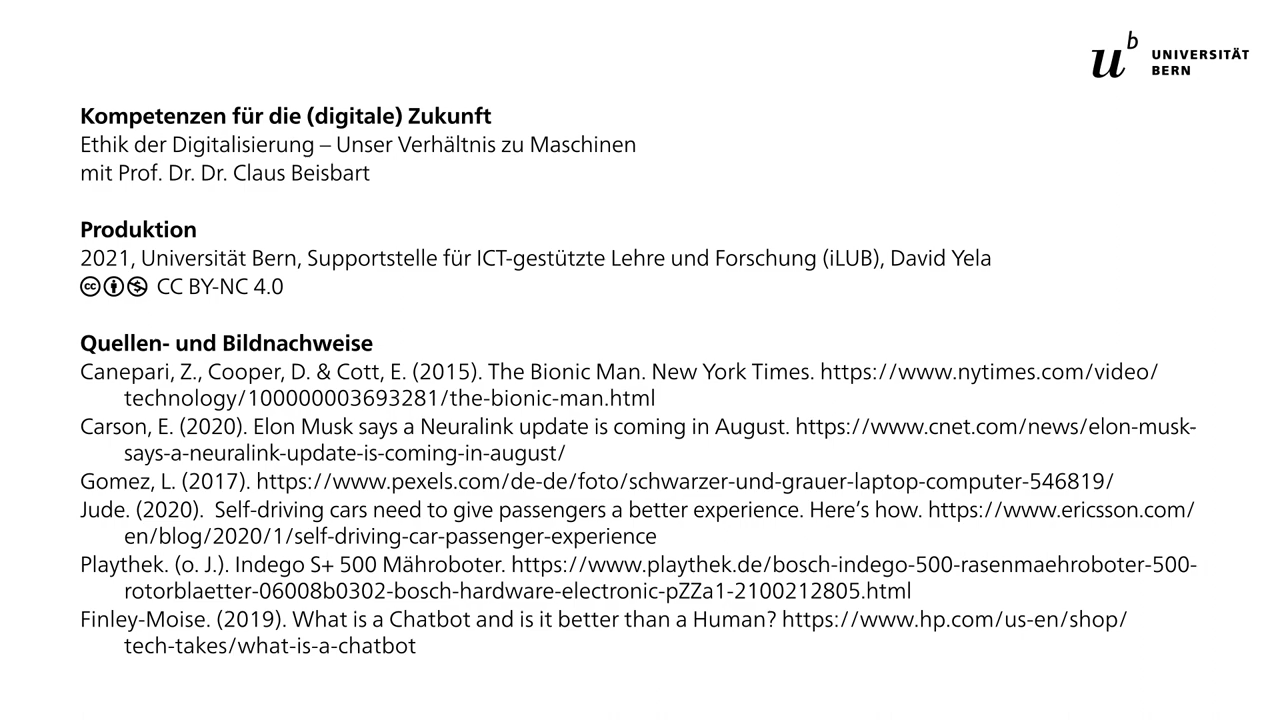 u^b UNIVERSITÄT
BERN
Kompetenzen für die (digitale) Zukunft
Ethik der Digitalisierung – Unser Verhältnis zu Maschinen
mit Prof. Dr. Dr. Claus Beisbart
Produktion
2021, Universität Bern, Supportstelle für ICT-gestützte Lehre und Forschung (iLUB), David Yela
CC BY-NC 4.0
Quellen- und Bildnachweise
Canepari, Z., Cooper, D. & Cott, E. (2015). The Bionic Man. New York Times. https://www.nytimes.com/video/
technology/100000003693281/the-bionic-man.html
Carson, E. (2020). Elon Musk says a Neuralink update is coming in August. https://www.cnet.com/news/elon-musk-
says-a-neuralink-update-is-coming-in-august/
Gomez, L. (2017). https://www.pexels.com/de-de/foto/schwarzer-und-grauer-laptop-computer-546819/
Jude. (2020). Self-driving cars need to give passengers a better experience. Here’s how. https://www.ericsson.com/
en/blog/2020/1/self-driving-car-passenger-experience
Playthek. (o. J.). Indego S+ 500 Mähroboter. https://www.playthek.de/bosch-indego-500-rasenmaehroboter-500-
rotorblaetter-06008b0302-bosch-hardware-electronic-pZZa1-2100212805.html
Finley-Moise. (2019). What is a Chatbot and is it better than a Human? https://www.hp.com/us-en/shop/
tech-takes/what-is-a-chatbot